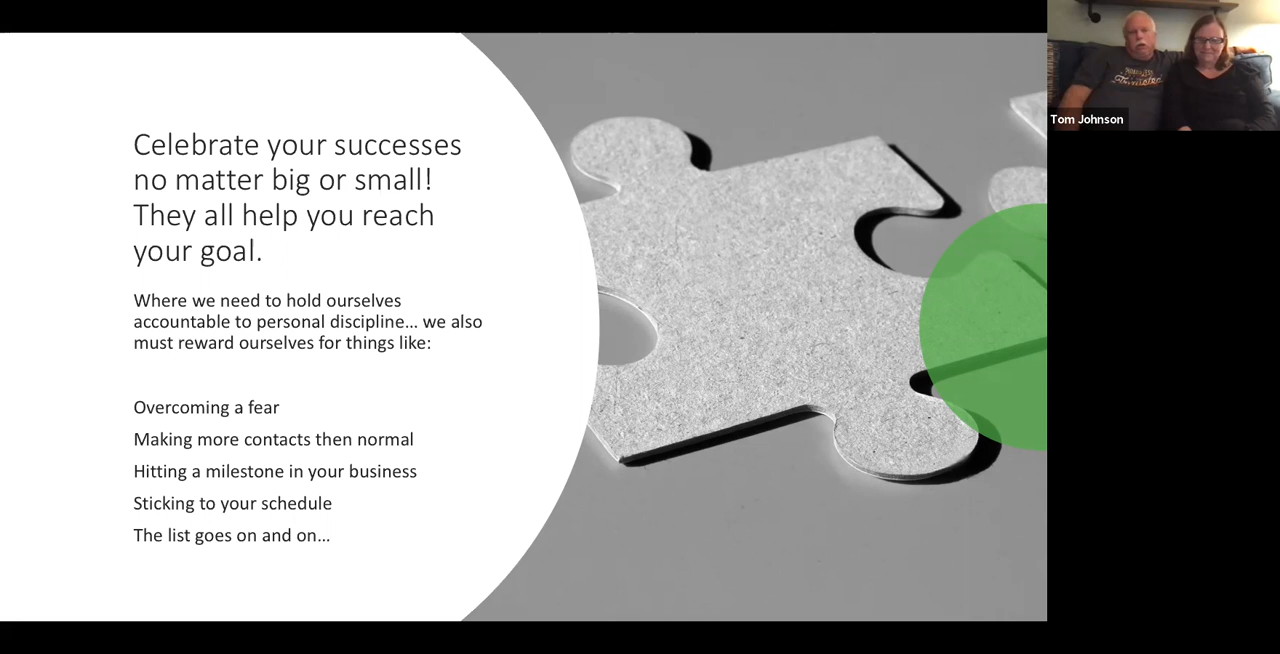 Celebrate your successes
no matter big or small!
They all help you reach
your goal.
Where we need to hold ourselves
accountable to personal discipline... we also
must reward ourselves for things like:
Overcoming a fear
Making more contacts then normal
Hitting a milestone in your business
Sticking to your schedule
The list goes on and on...
Tom Johnson